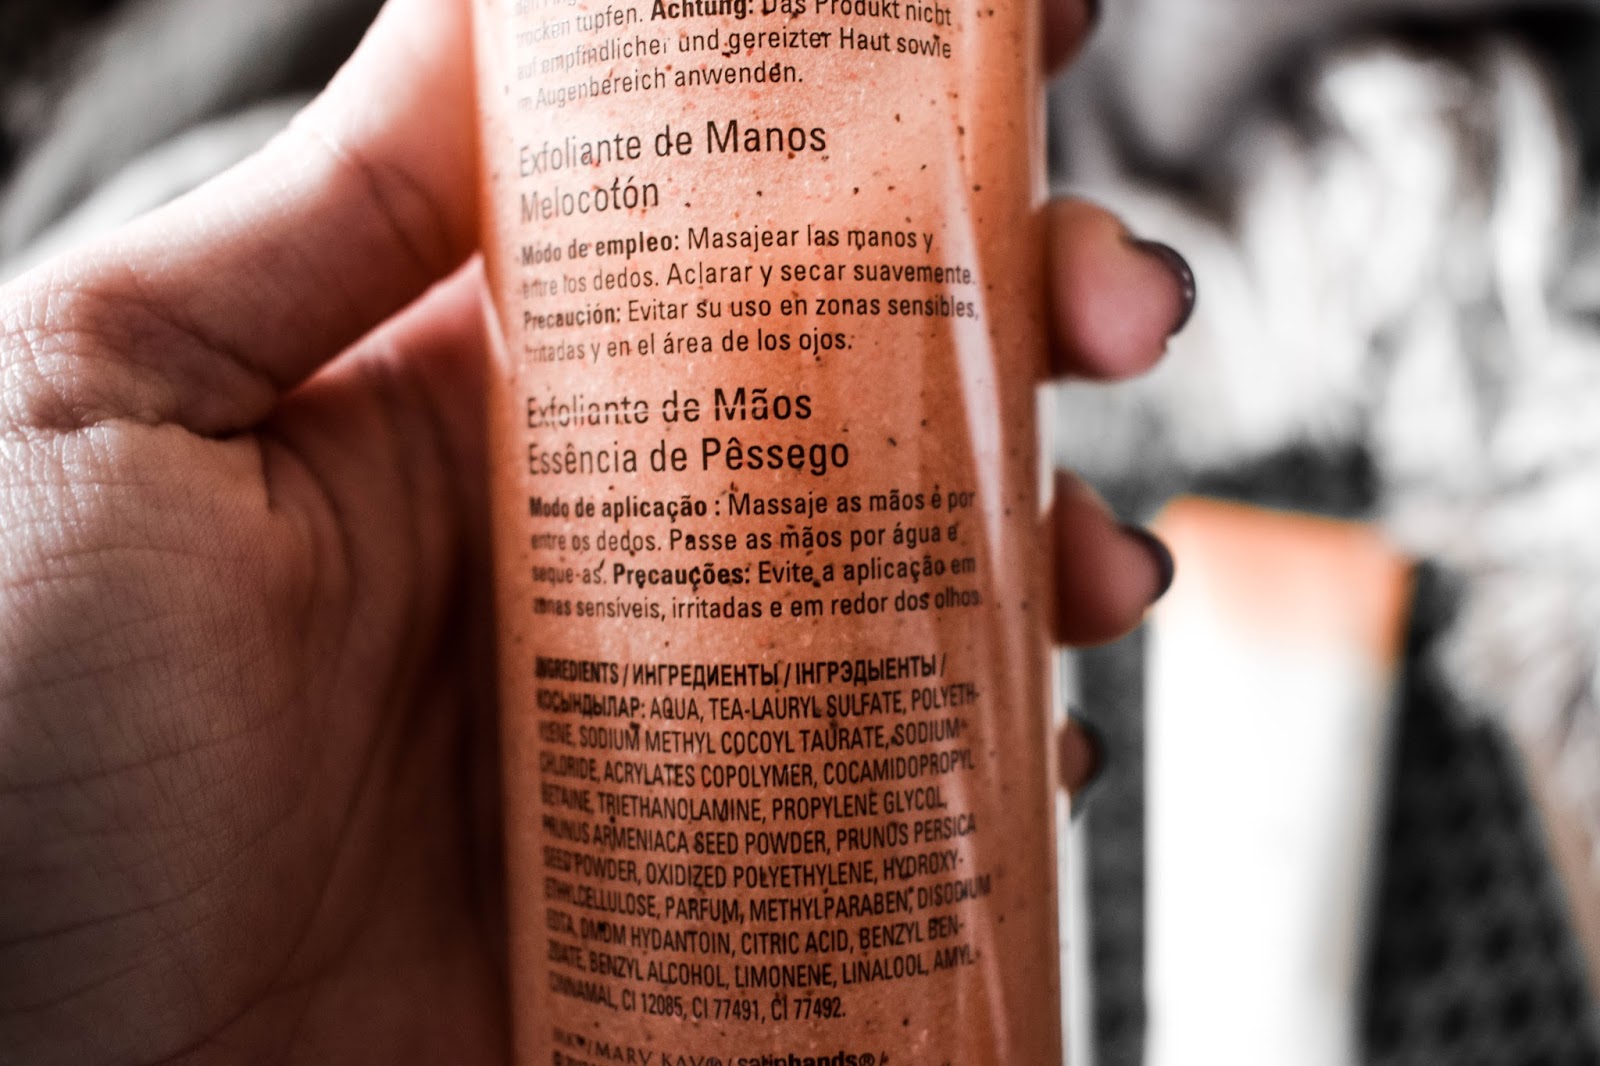 trocken tupfen. Achtung: Das Produkt nicht
auf empfindlicher und gereizter Haut sowie
im Augenbereich anwenden.
Exfoliante de Manos
Melocotón
Modo de empleo: Masajear las manos y
entre los dedos. Aclarar y secar suavemente.
Precaución: Evitar su uso en zonas sensibles,
irritadas y en el área de los ojos.
Exfoliante de Mãos
Essência de Pêssego
Modo de aplicação : Massaje as mãos e por
entre os dedos. Passe as mãos por água e
seque-as. Precauções: Evite a aplicação em
zonas sensíveis, irritadas e em redor dos olhos.
INGREDIENTS / ИНГРЕДИЕНТЫ / ІНГРЭДЫЕНТЫ /
ҚОСЫНДЫЛАР: AQUA, TEA-LAURYL SULFATE, POLYETH-
YLENE, SODIUM METHYL COCOYL TAURATE, SODIUM
CHLORIDE, ACRYLATES COPOLYMER, COCAMIDOPROPYL
BETAINE, TRIETHANOLAMINE, PROPYLENE GLYCOL,
PRUNUS ARMENIACA SEED POWDER, PRUNUS PERSICA
SEED POWDER, OXIDIZED POLYETHYLENE, HYDROXY-
ETHYLCELLULOSE, PARFUM, METHYLPARABEN, DISODIUM
EDTA, DMDM HYDANTOIN, CITRIC ACID, BENZYL BEN-
ZOATE, BENZYL ALCOHOL, LIMONENE, LINALOOL, AMYL-
CINNAMAL, CI 12085, CI 77491, CI 77492.
MK®/MARY KAY®/satinhands®/